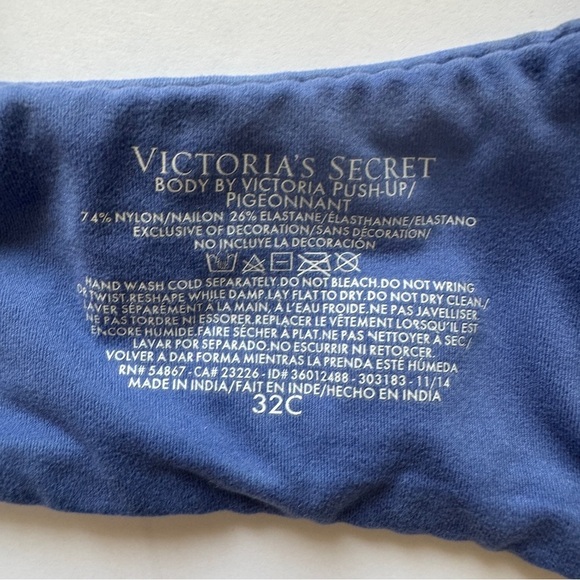 VICTORIA'S SECRET
BODY BY VICTORIA PUSH-UP/
PIGEONNANT
74% NYLON/NAILON 26% ELASTANE/ÉLASTHANNE/ELASTANO
EXCLUSIVE OF DECORATION/SANS DÉCORATION/
NO INCLUYE LA DECORACIÓN
HAND WASH COLD SEPARATELY.DO NOT BLEACH.DO NOT WRING
OR TWIST.RESHAPE WHILE DAMP.LAY FLAT TO DRY.DO NOT DRY CLEAN./
LAVER SÉPARÉMENT À LA MAIN, À L'EAU FROIDE.NE PAS JAVELLISER.
NE PAS TORDRE NI ESSORER.REPLACER LE VÊTEMENT LORSQU'IL EST
ENCORE HUMIDE.FAIRE SÉCHER À PLAT.NE PAS NETTOYER À SEC/
LAVAR POR SEPARADO.NO ESCURRIR NI RETORCER.
VOLVER A DAR FORMA MIENTRAS LA PRENDA ESTÉ HÚMEDA
RN# 54867 - CA# 23226 - ID# 36012488 - 303183 - 11/14
MADE IN INDIA/FAIT EN INDE/HECHO EN INDIA
32C